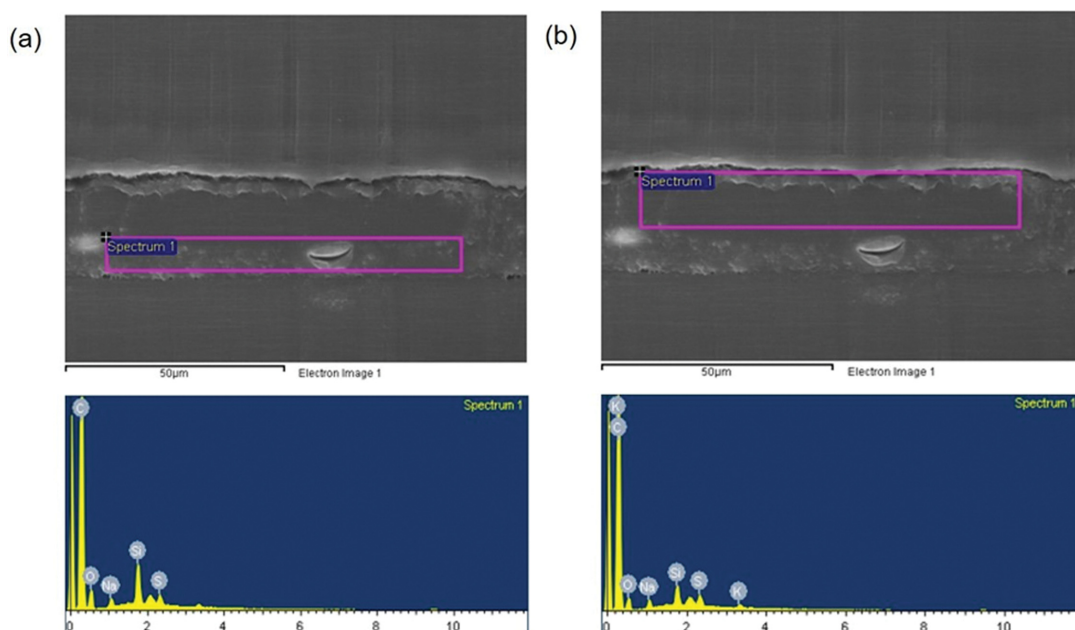 (a)
(b)
Spectrum 1
Spectrum 1
50µm
Electron Image 1
50µm
Electron Image 1
Spectrum 1
C
O
Na
Si
S
0 2 4 6 8 10
Spectrum 1
K
C
O
Na
Si
S
K
0 2 4 6 8 10